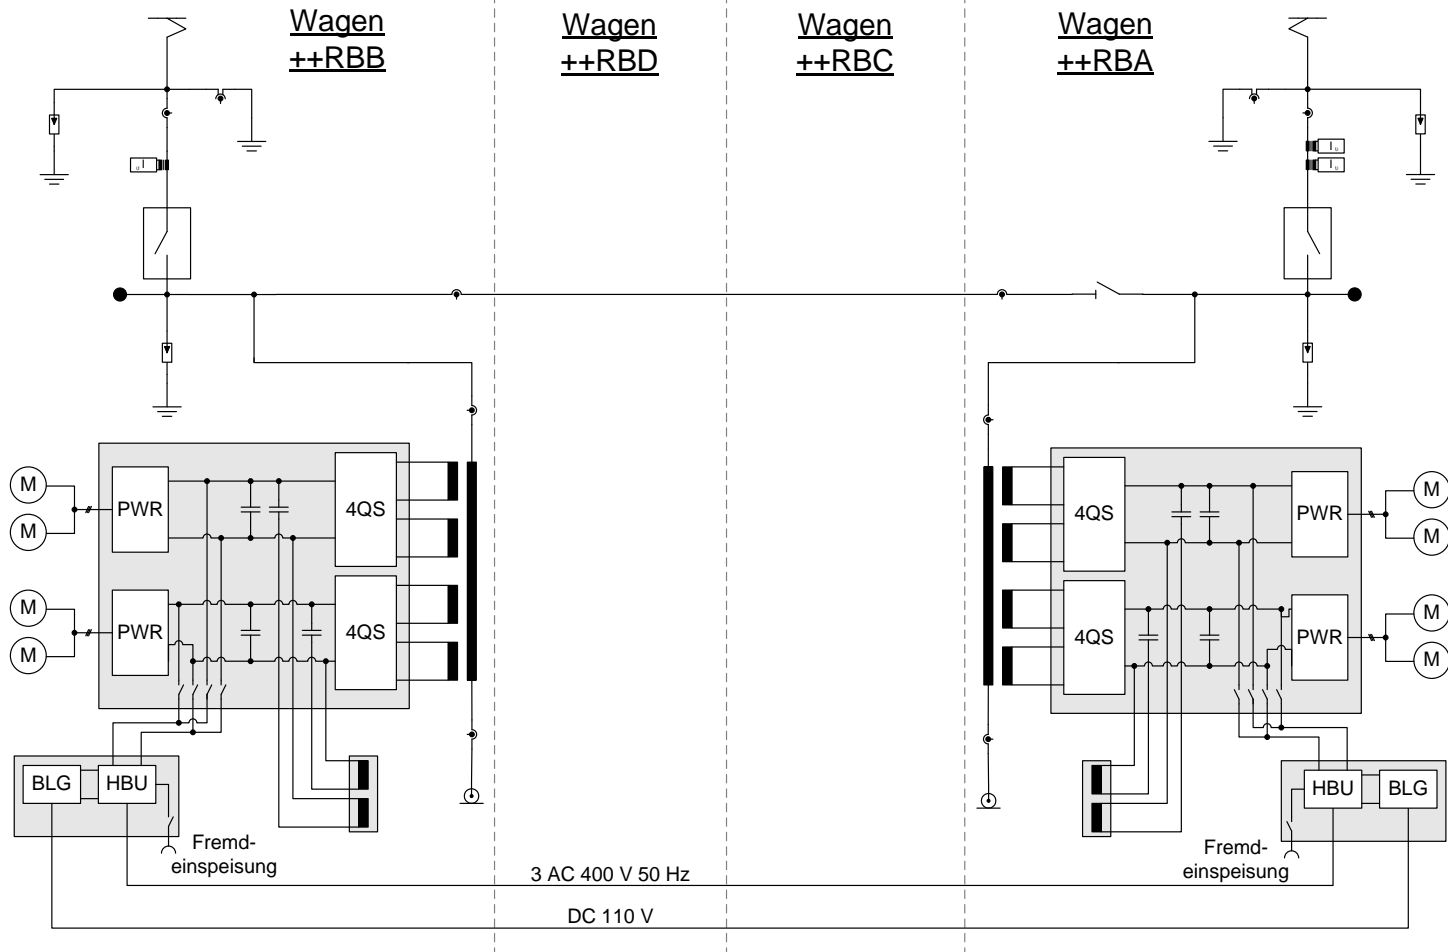 Wagen
++RBB
Wagen
++RBD
Wagen
++RBC
Wagen
++RBA
I
u
I
u
I
u
M
M
PWR
4QS
M
M
PWR
4QS
4QS
PWR
M
M
4QS
PWR
M
M
BLG
HBU
Fremd-
einspeisung
HBU
BLG
Fremd-
einspeisung
3 AC 400 V 50 Hz
DC 110 V